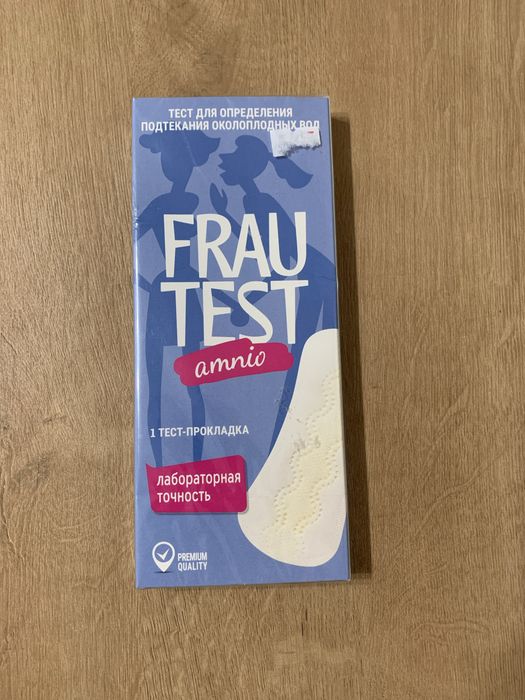 ТЕСТ ДЛЯ ОПРЕДЕЛЕНИЯ
ПОДТЕКАНИЯ ОКОЛОПЛОДНЫХ ВОД
FRAU
TEST
amnio
1 ТЕСТ-ПРОКЛАДКА
лабораторная
точность
PREMIUM
QUALITY